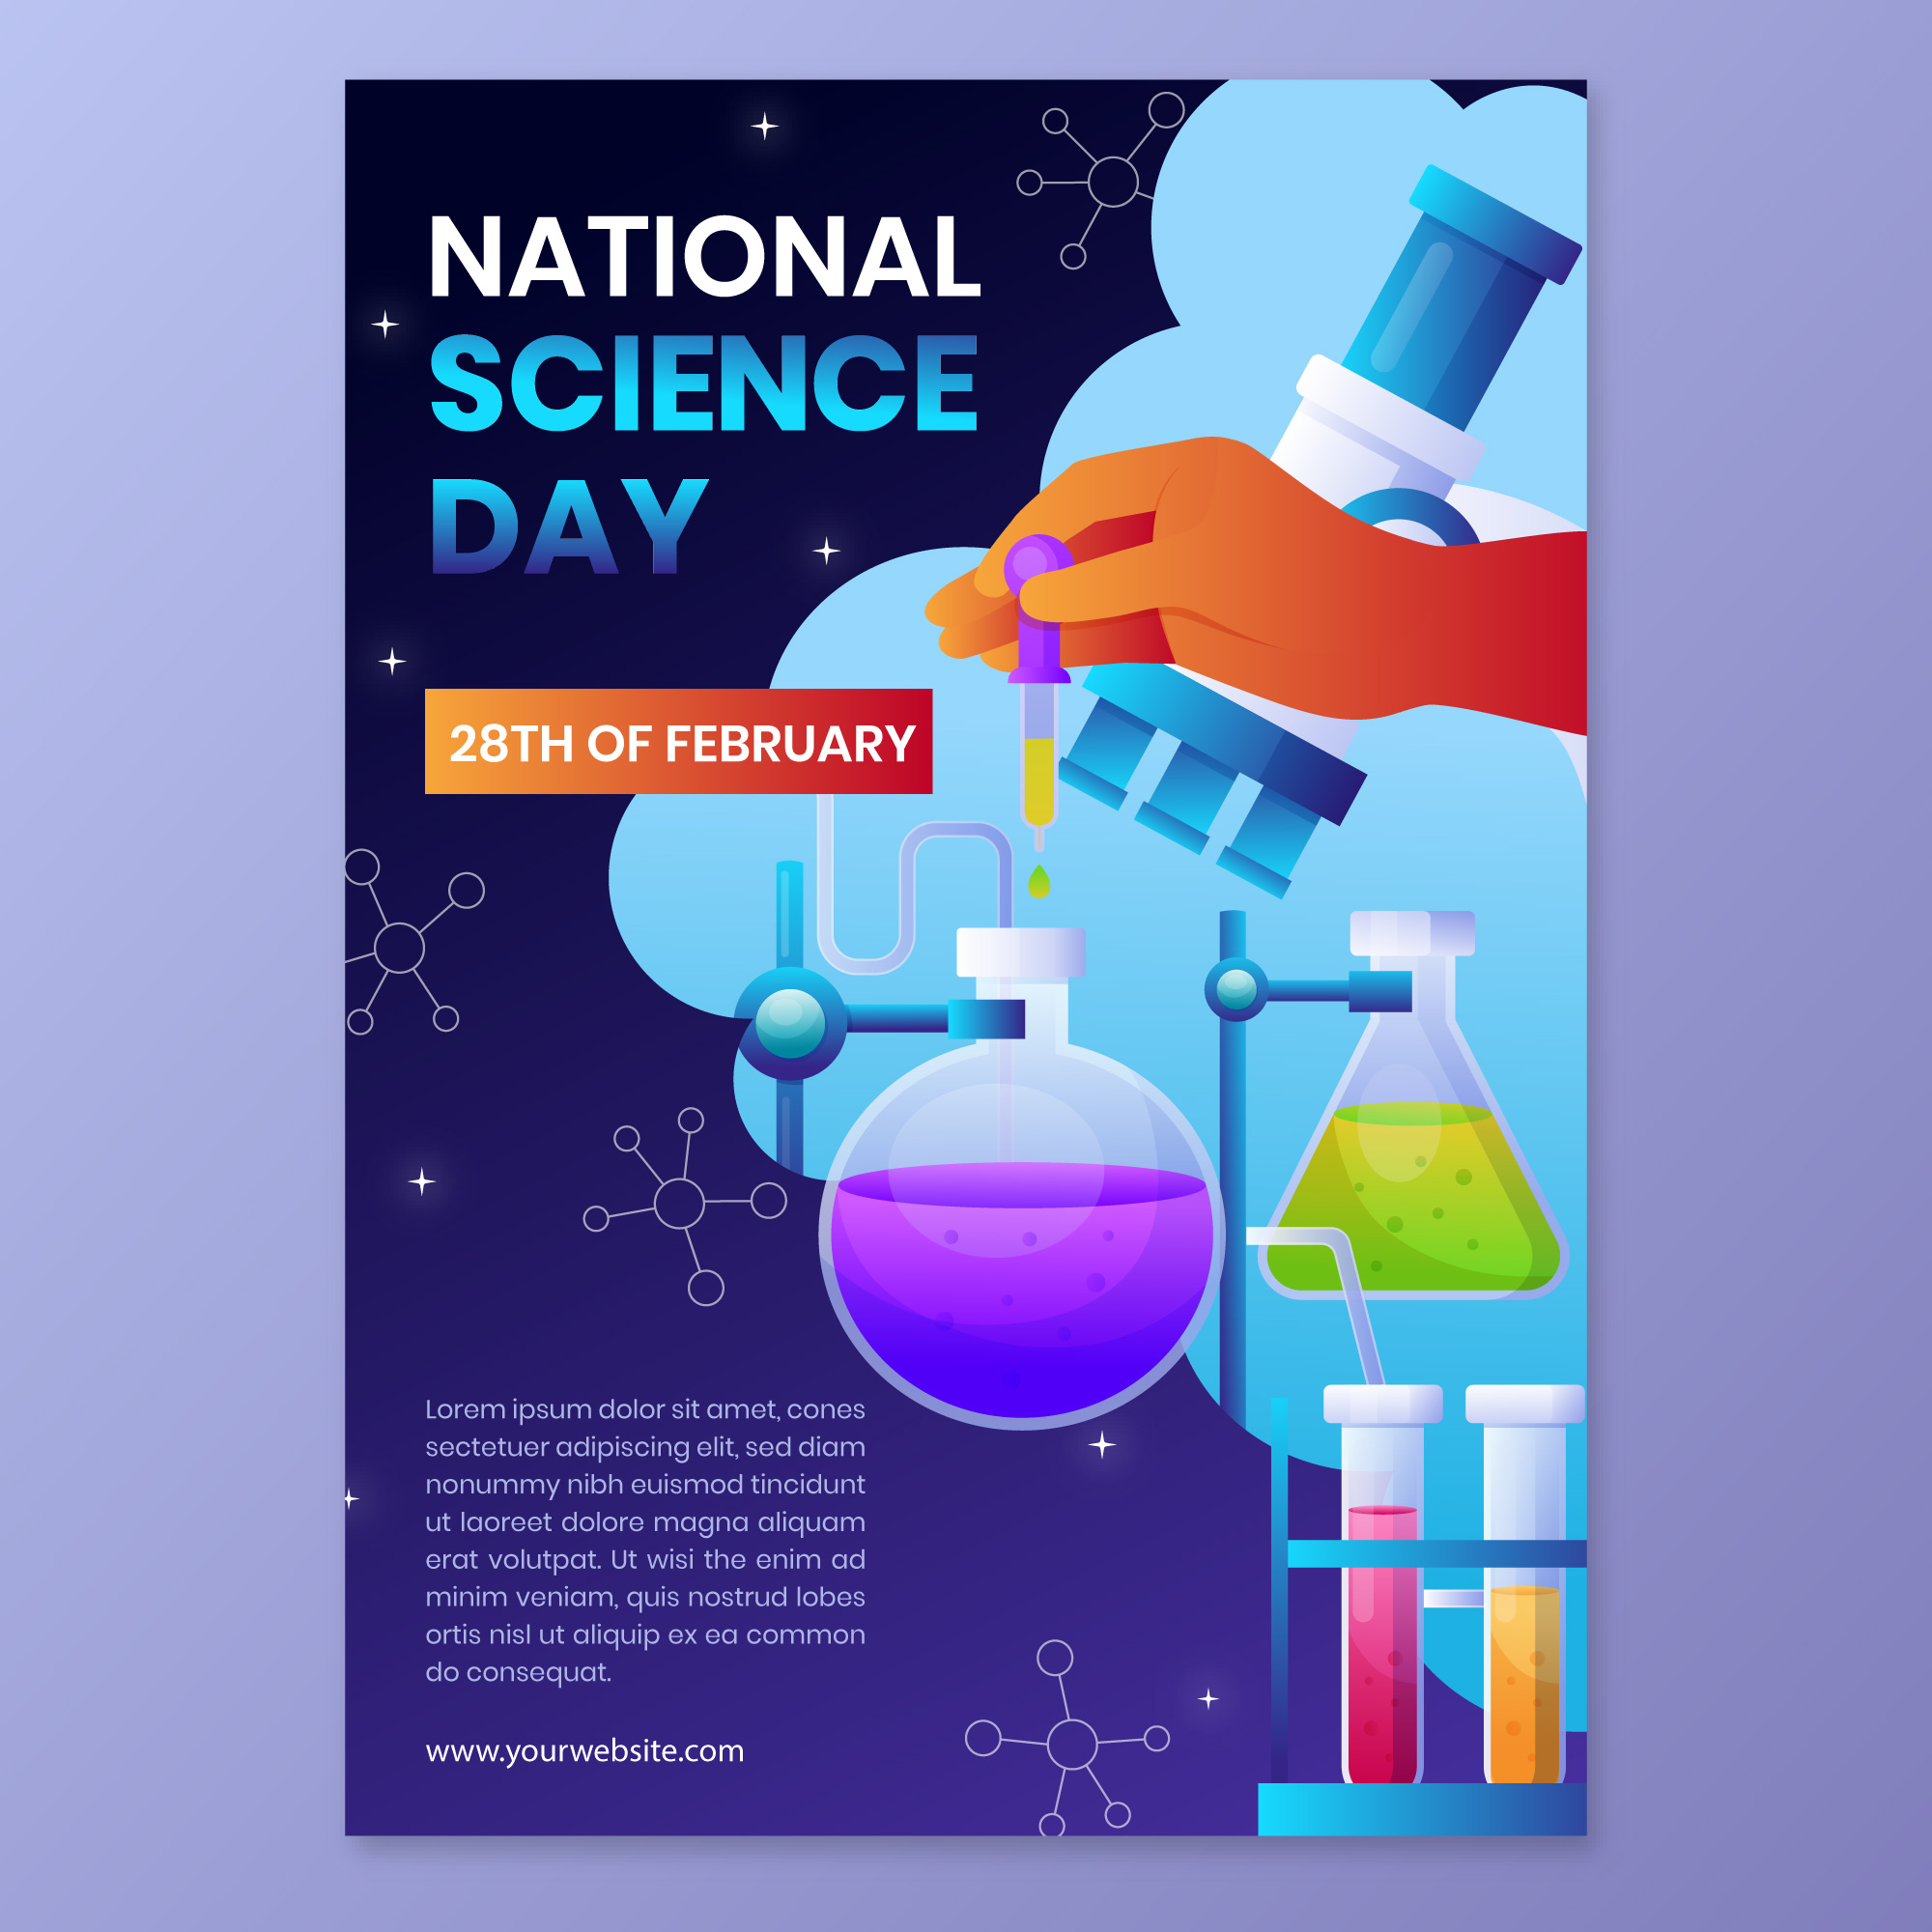 NATIONAL
SCIENCE
DAY
28TH OF FEBRUARY
Lorem ipsum dolor sit amet, cones
sectetuer adipiscing elit, sed diam
nonummy nibh euismod tincidunt
ut laoreet dolore magna aliquam
erat volutpat. Ut wisi the enim ad
minim veniam, quis nostrud lobes
ortis nisl ut aliquip ex ea common
do consequat.
www.yourwebsite.com